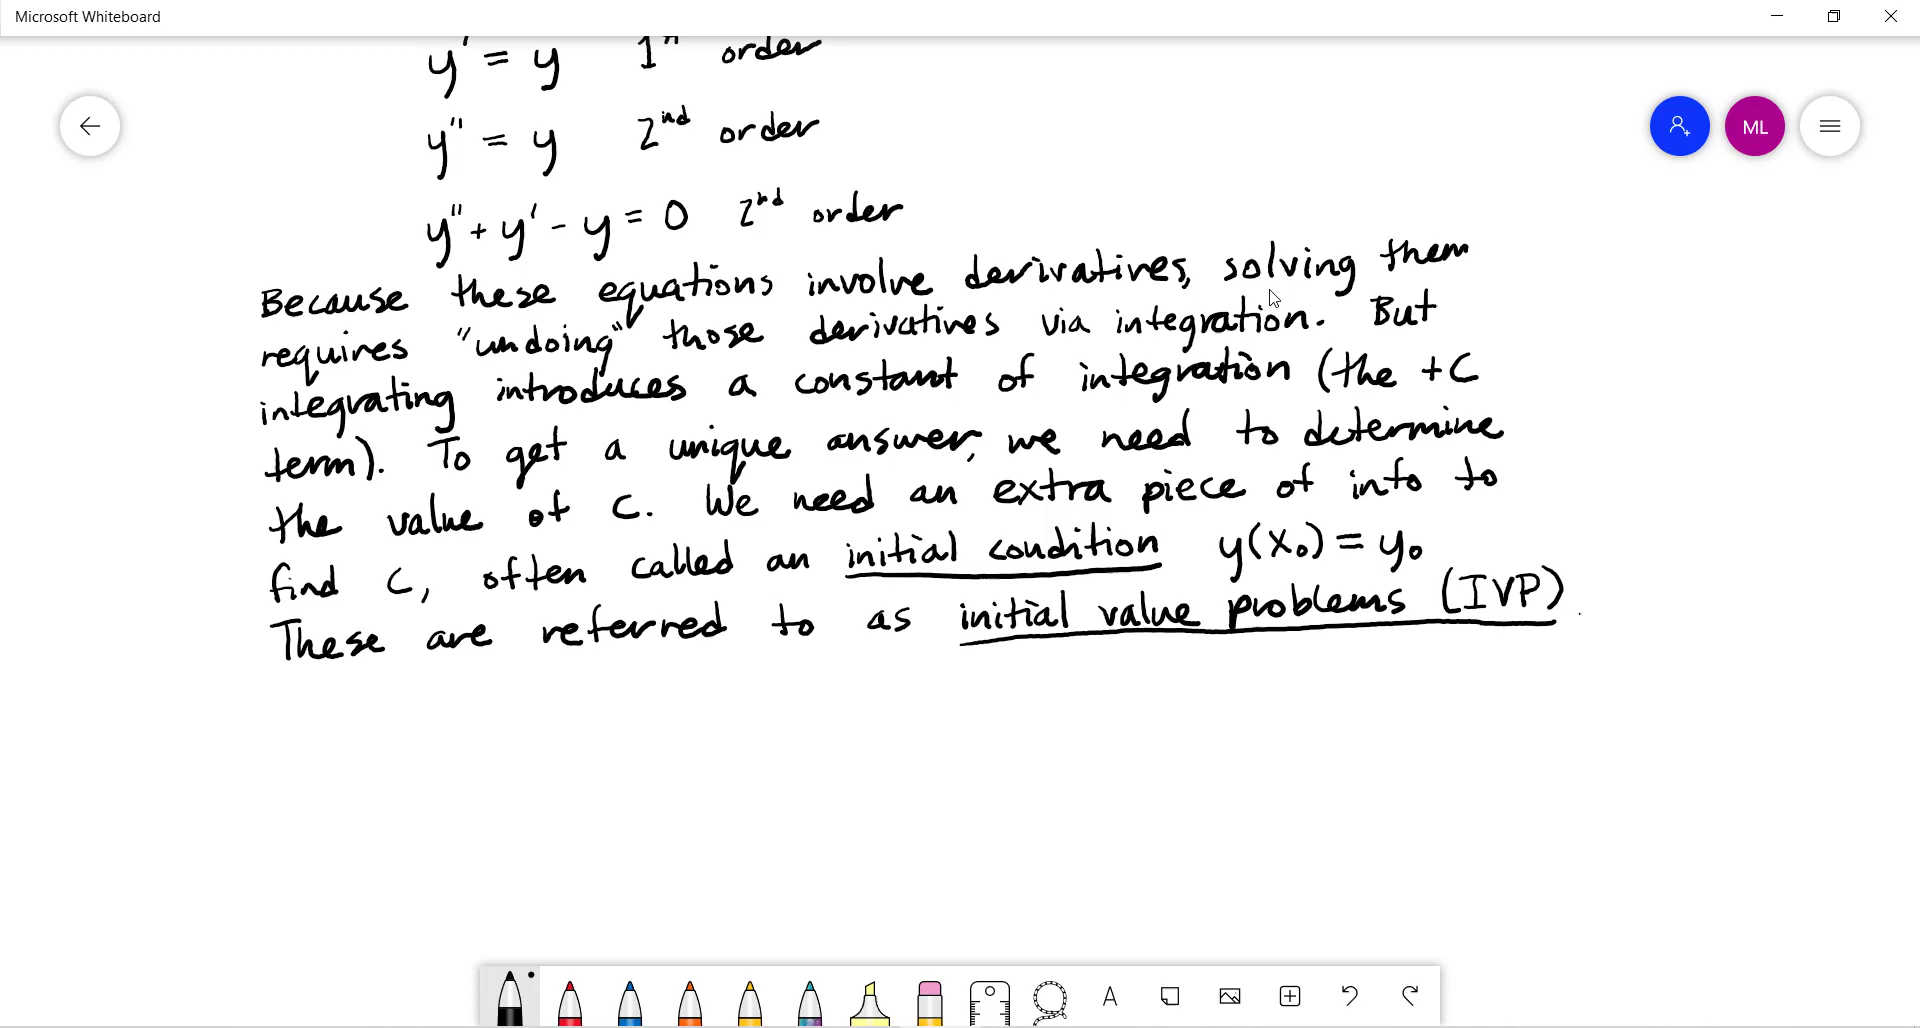 Microsoft Whiteboard
y' = y 1st order
y" = y 2nd order
ML
y" + y' - y = 0 2nd order
Because these equations involve derivatives, solving them
requires "undoing" those derivatives via integration. But
integrating introduces a constant of integration (the +C
term). To get a unique answer, we need to determine
the value of C. We need an extra piece of info to
find C, often called an initial condition y(x₀) = y₀
These are referred to as initial value problems (IVP).
A